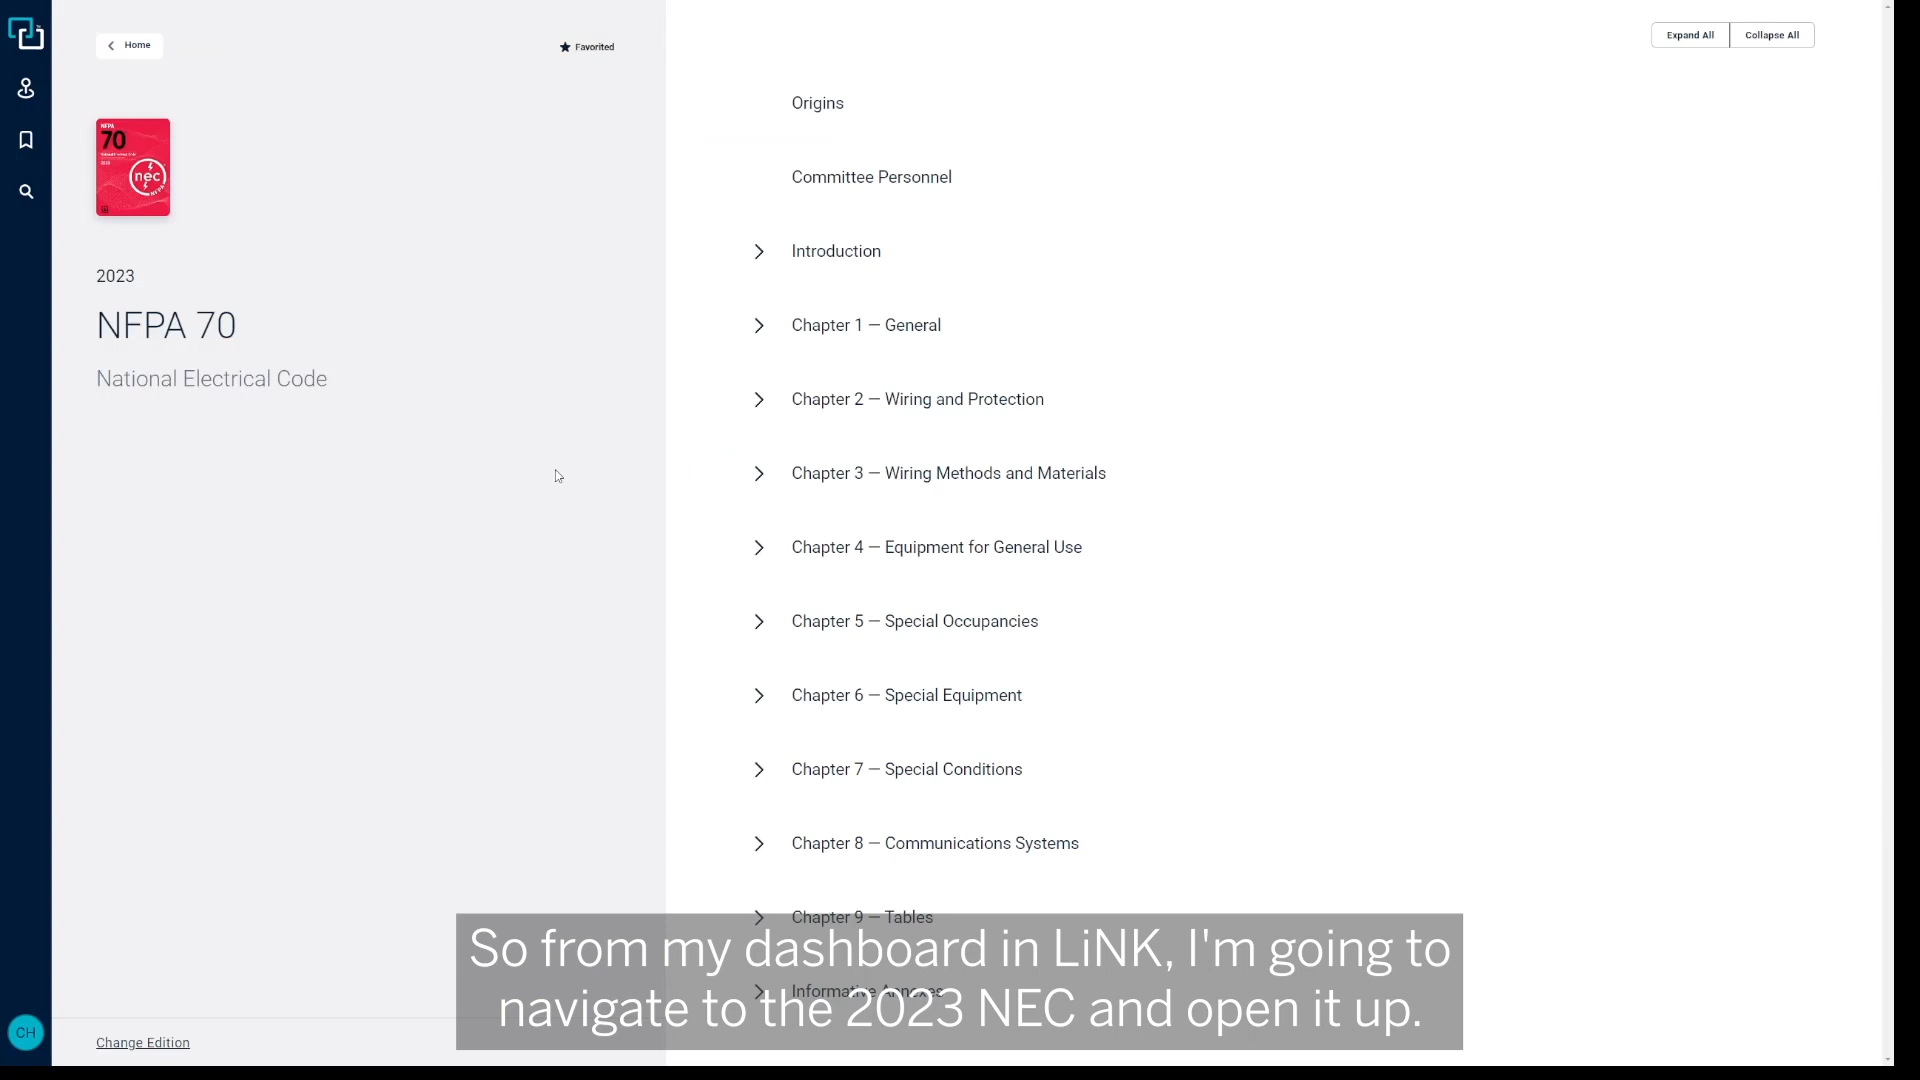 Home
Favorited
NFPA
70
2023
nec
NFPA
2023
NFPA 70
National Electrical Code
Change Edition
CH
Expand All
Collapse All
Origins
Committee Personnel
Introduction
Chapter 1 — General
Chapter 2 — Wiring and Protection
Chapter 3 — Wiring Methods and Materials
Chapter 4 — Equipment for General Use
Chapter 5 — Special Occupancies
Chapter 6 — Special Equipment
Chapter 7 — Special Conditions
Chapter 8 — Communications Systems
Chapter 9 — Tables
Informative Annexes
So from my dashboard in LiNK, I'm going to
navigate to the 2023 NEC and open it up.